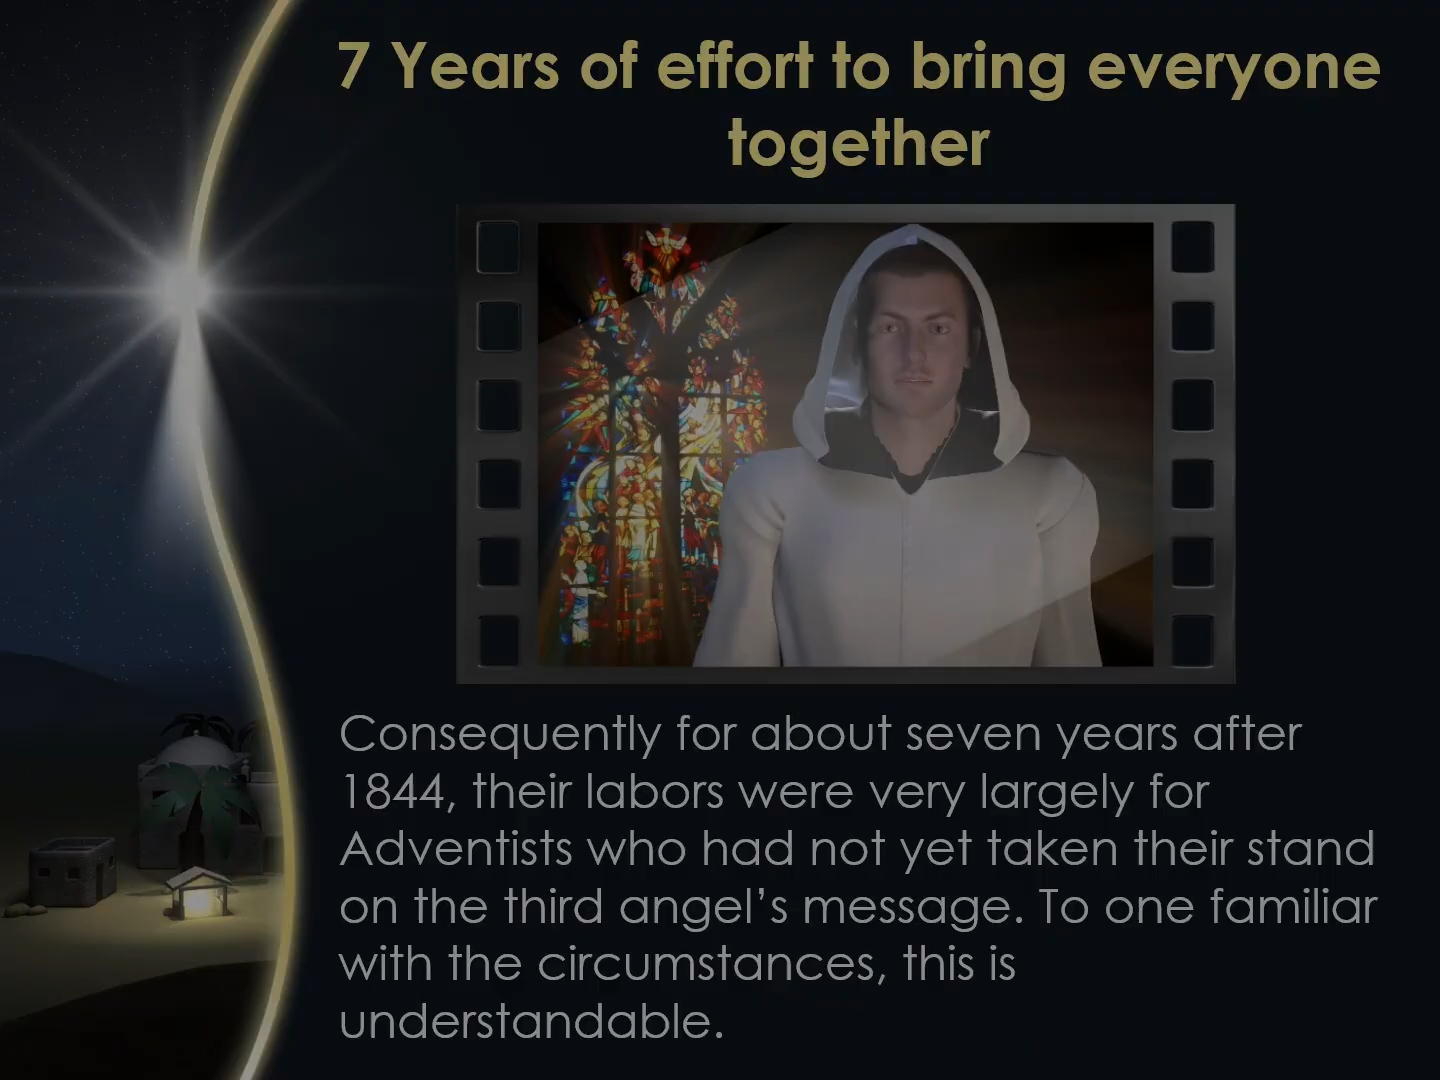 7 Years of effort to bring everyone
together
Consequently for about seven years after
1844, their labors were very largely for
Adventists who had not yet taken their stand
on the third angel’s message. To one familiar
with the circumstances, this is
understandable.